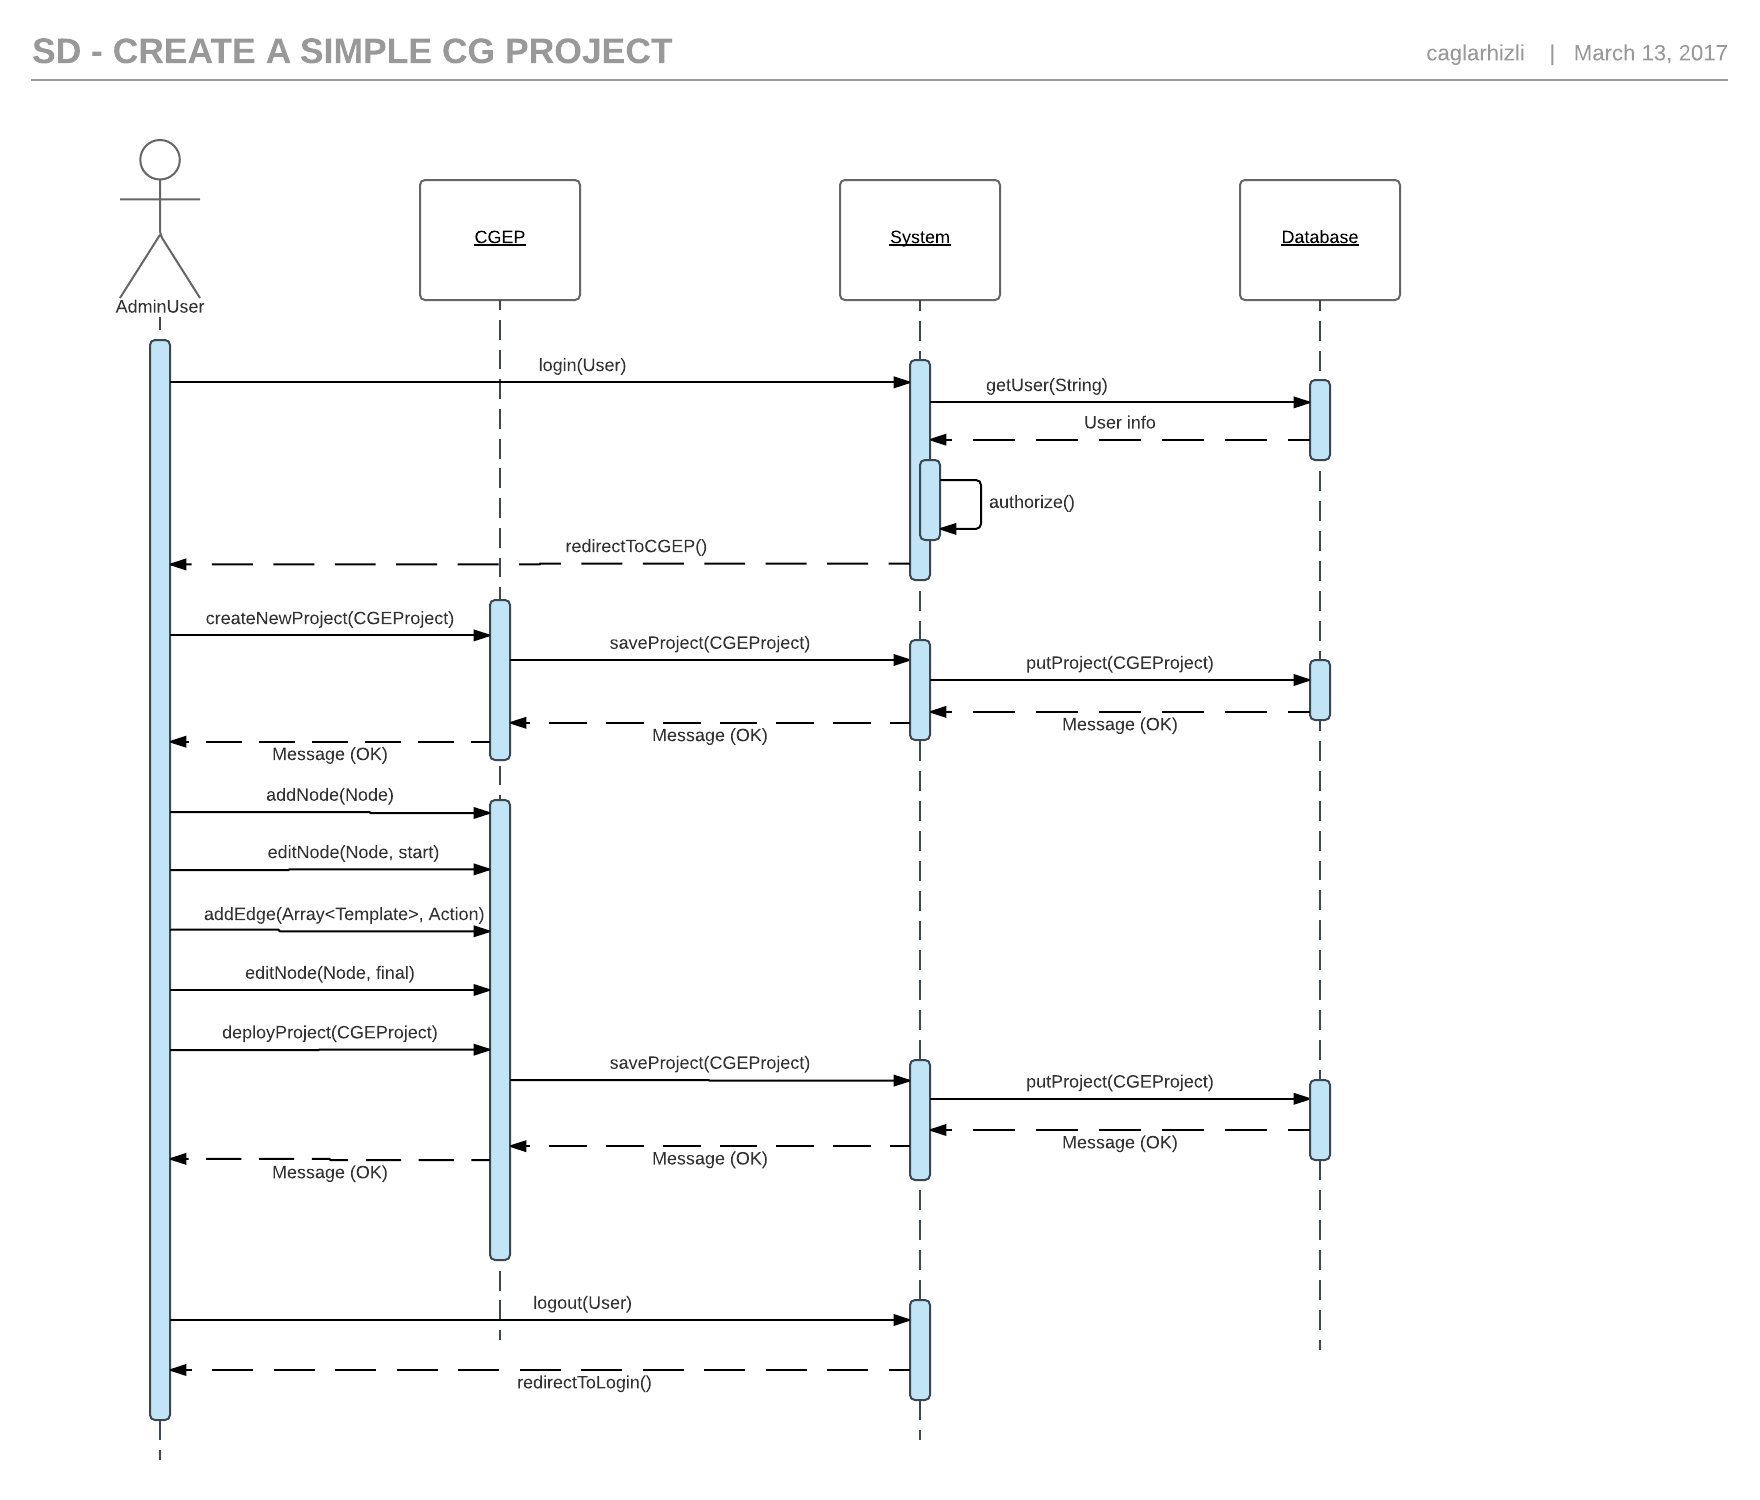 SD - CREATE A SIMPLE CG PROJECT
caglarhizli | March 13, 2017
CGEP
System
Database
AdminUser
login(User)
getUser(String)
User info
authorize()
redirectToCGEP()
createNewProject(CGEProject)
saveProject(CGEProject)
putProject(CGEProject)
Message (OK)
Message (OK)
Message (OK)
addNode(Node)
editNode(Node, start)
addEdge(Array<Template>, Action)
editNode(Node, final)
deployProject(CGEProject)
saveProject(CGEProject)
putProject(CGEProject)
Message (OK)
Message (OK)
Message (OK)
logout(User)
redirectToLogin()